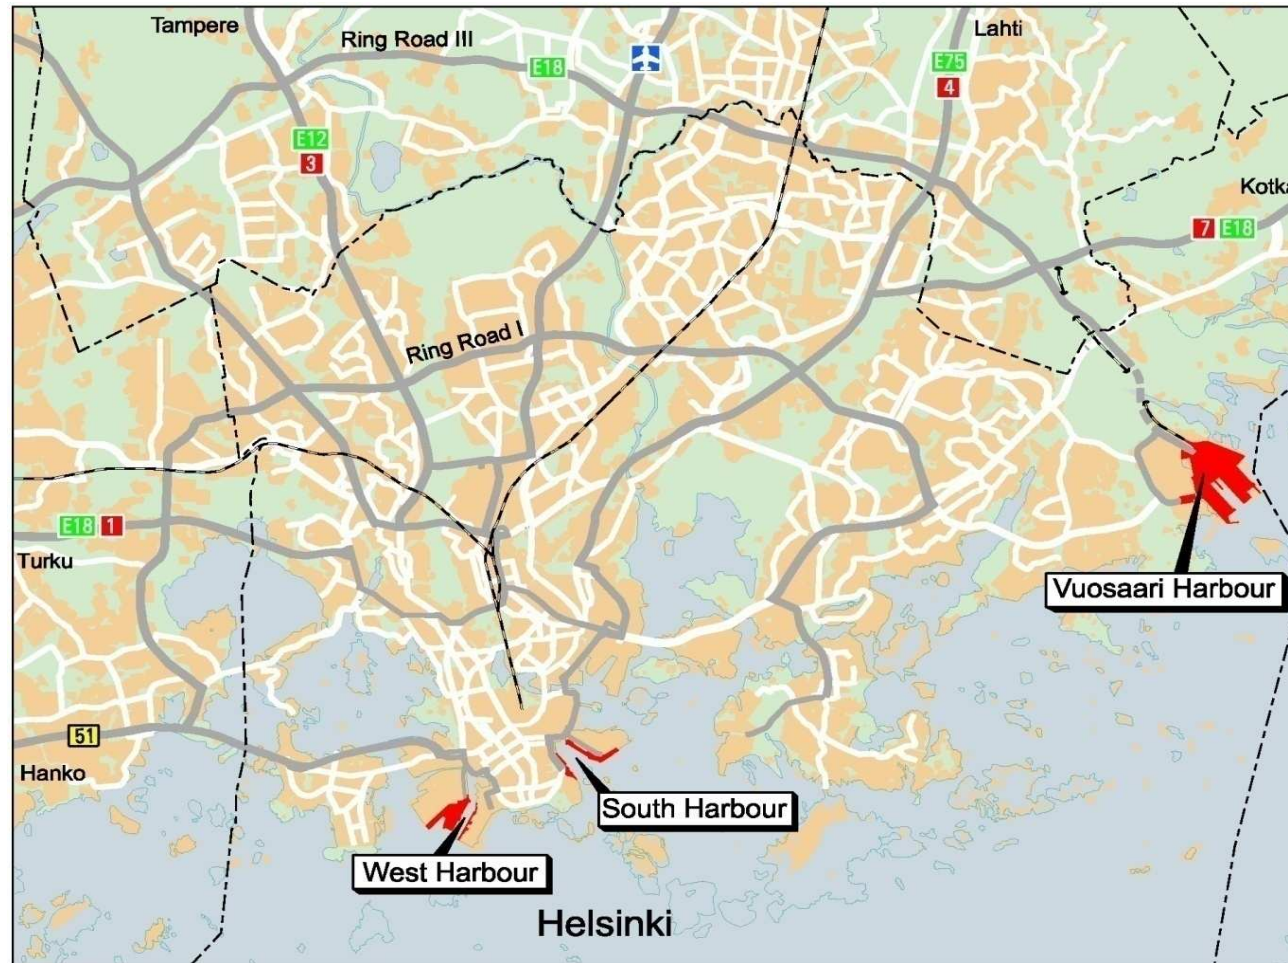 Tampere
Lahti
Ring Road III
E18
E75
4
E12
3
Kotka
7 E18
Ring Road I
E18 1
Turku
Vuosaari Harbour
51
Hanko
South Harbour
West Harbour
Helsinki